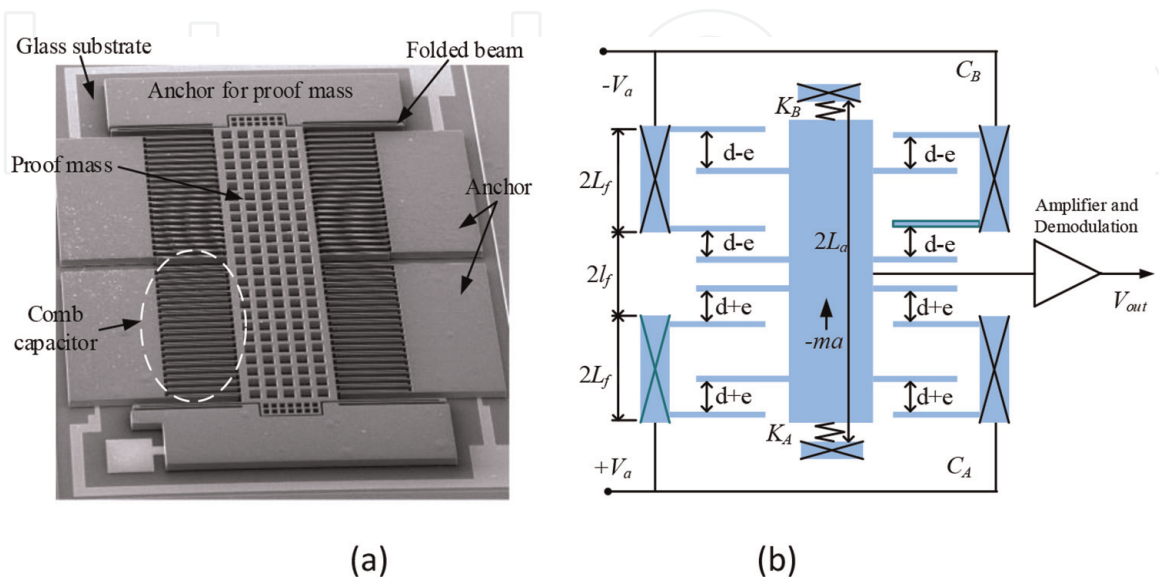 Glass substrate
Folded beam
Anchor for proof mass
Proof mass
Anchor
Comb
capacitor
(a)
-Va
CB
KB
d-e
d-e
2Lf
Amplifier and
Demodulation
d-e
2La
d-e
2lf
d+e
d+e
Vout
-ma
2Lf
d+e
d+e
KA
+Va
CA
(b)